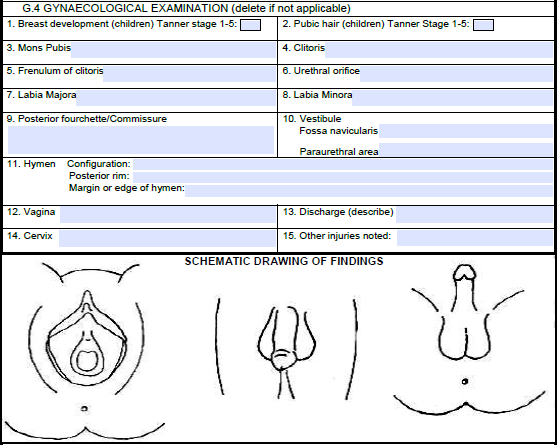 G.4 GYNAECOLOGICAL EXAMINATION (delete if not applicable)
1. Breast development (children) Tanner stage 1-5:
2. Pubic hair (children) Tanner Stage 1-5:
3. Mons Pubis
4. Clitoris
5. Frenulum of clitoris
6. Urethral orifice
7. Labia Majora
8. Labia Minora
9. Posterior fourchette/Commissure
10. Vestibule
Fossa navicularis
Paraurethral area
11. Hymen Configuration:
Posterior rim:
Margin or edge of hymen:
12. Vagina
13. Discharge (describe)
14. Cervix
15. Other injuries noted:
SCHEMATIC DRAWING OF FINDINGS